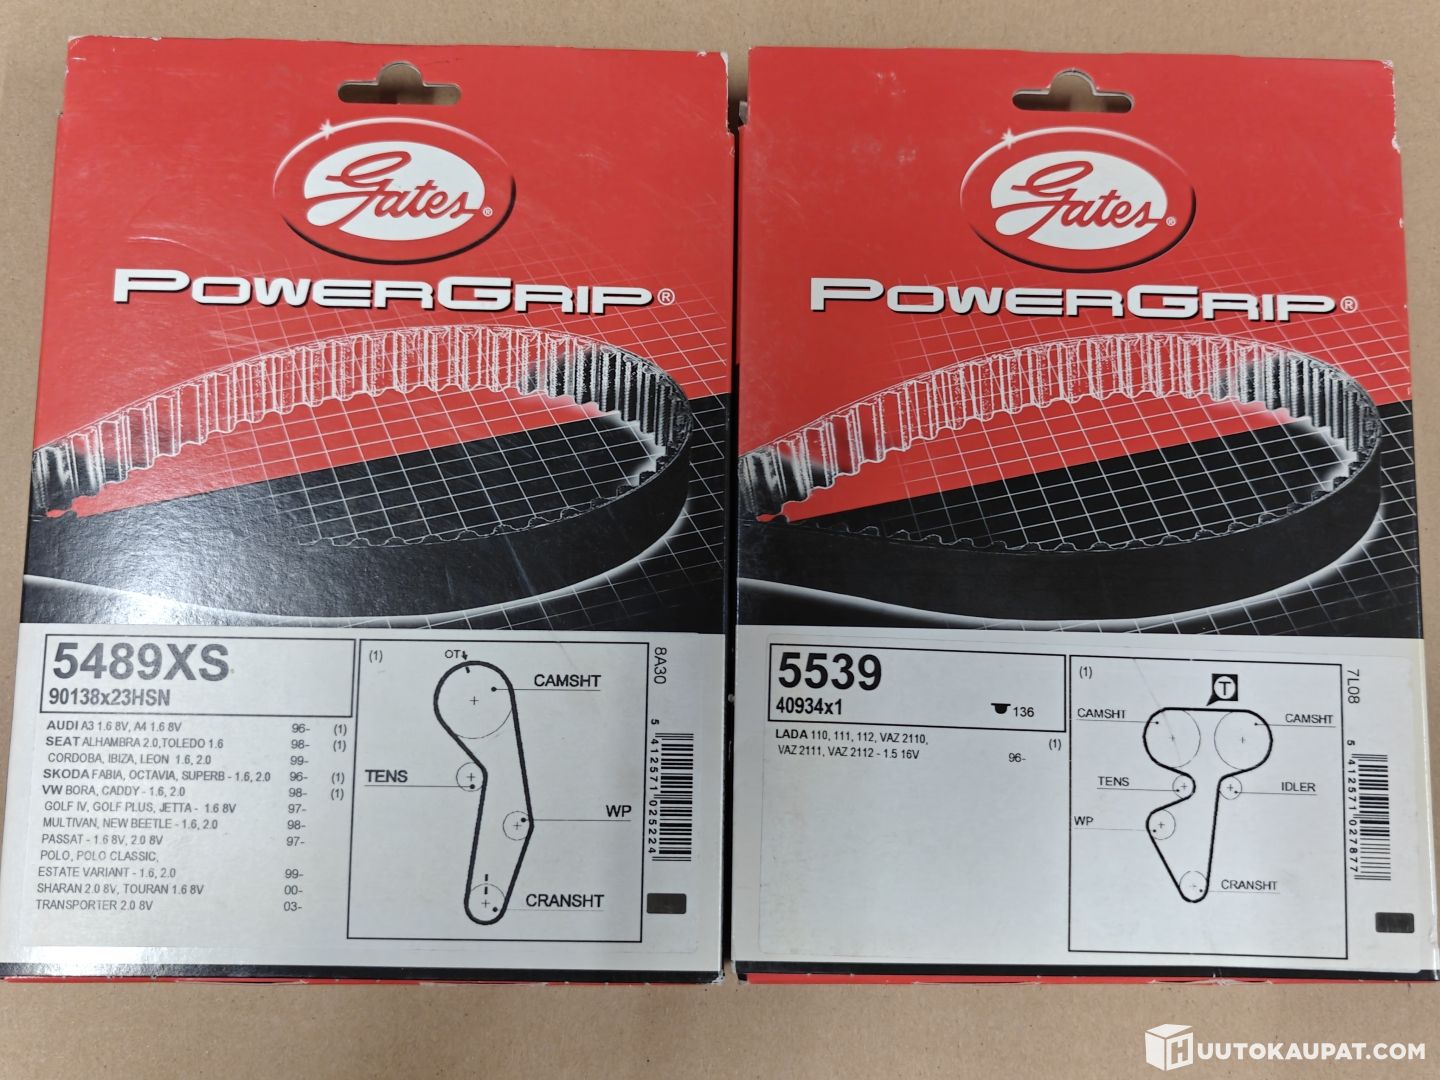 Gates®
POWERGRIP®
5489XS
90138x23HSN
AUDI A3 1.6 8V, A4 1.6 8V 96- (1)
SEAT ALHAMBRA 2.0,TOLEDO 1.6 98- (1)
CORDOBA, IBIZA, LEON 1.6, 2.0 99-
SKODA FABIA, OCTAVIA, SUPERB - 1.6, 2.0 96- (1)
VW BORA, CADDY - 1.6, 2.0 98- (1)
GOLF IV, GOLF PLUS, JETTA - 1.6 8V 97-
MULTIVAN, NEW BEETLE - 1.6, 2.0 98-
PASSAT - 1.6 8V, 2.0 8V 97-
POLO, POLO CLASSIC,
ESTATE VARIANT - 1.6, 2.0 99-
SHARAN 2.0 8V, TOURAN 1.6 8V 00-
TRANSPORTER 2.0 8V 03-
(1)
OT
CAMSHT
TENS
WP
CRANSHT
8A30
5 412571 025224
Gates®
POWERGRIP®
5539
40934x1
136
LADA 110, 111, 112, VAZ 2110, (1)
VAZ 2111, VAZ 2112 - 1.5 16V 96-
(1)
T
CAMSHT
CAMSHT
TENS
IDLER
WP
CRANSHT
7L08
5 412571 027877
HUUTOKAUPAT.COM